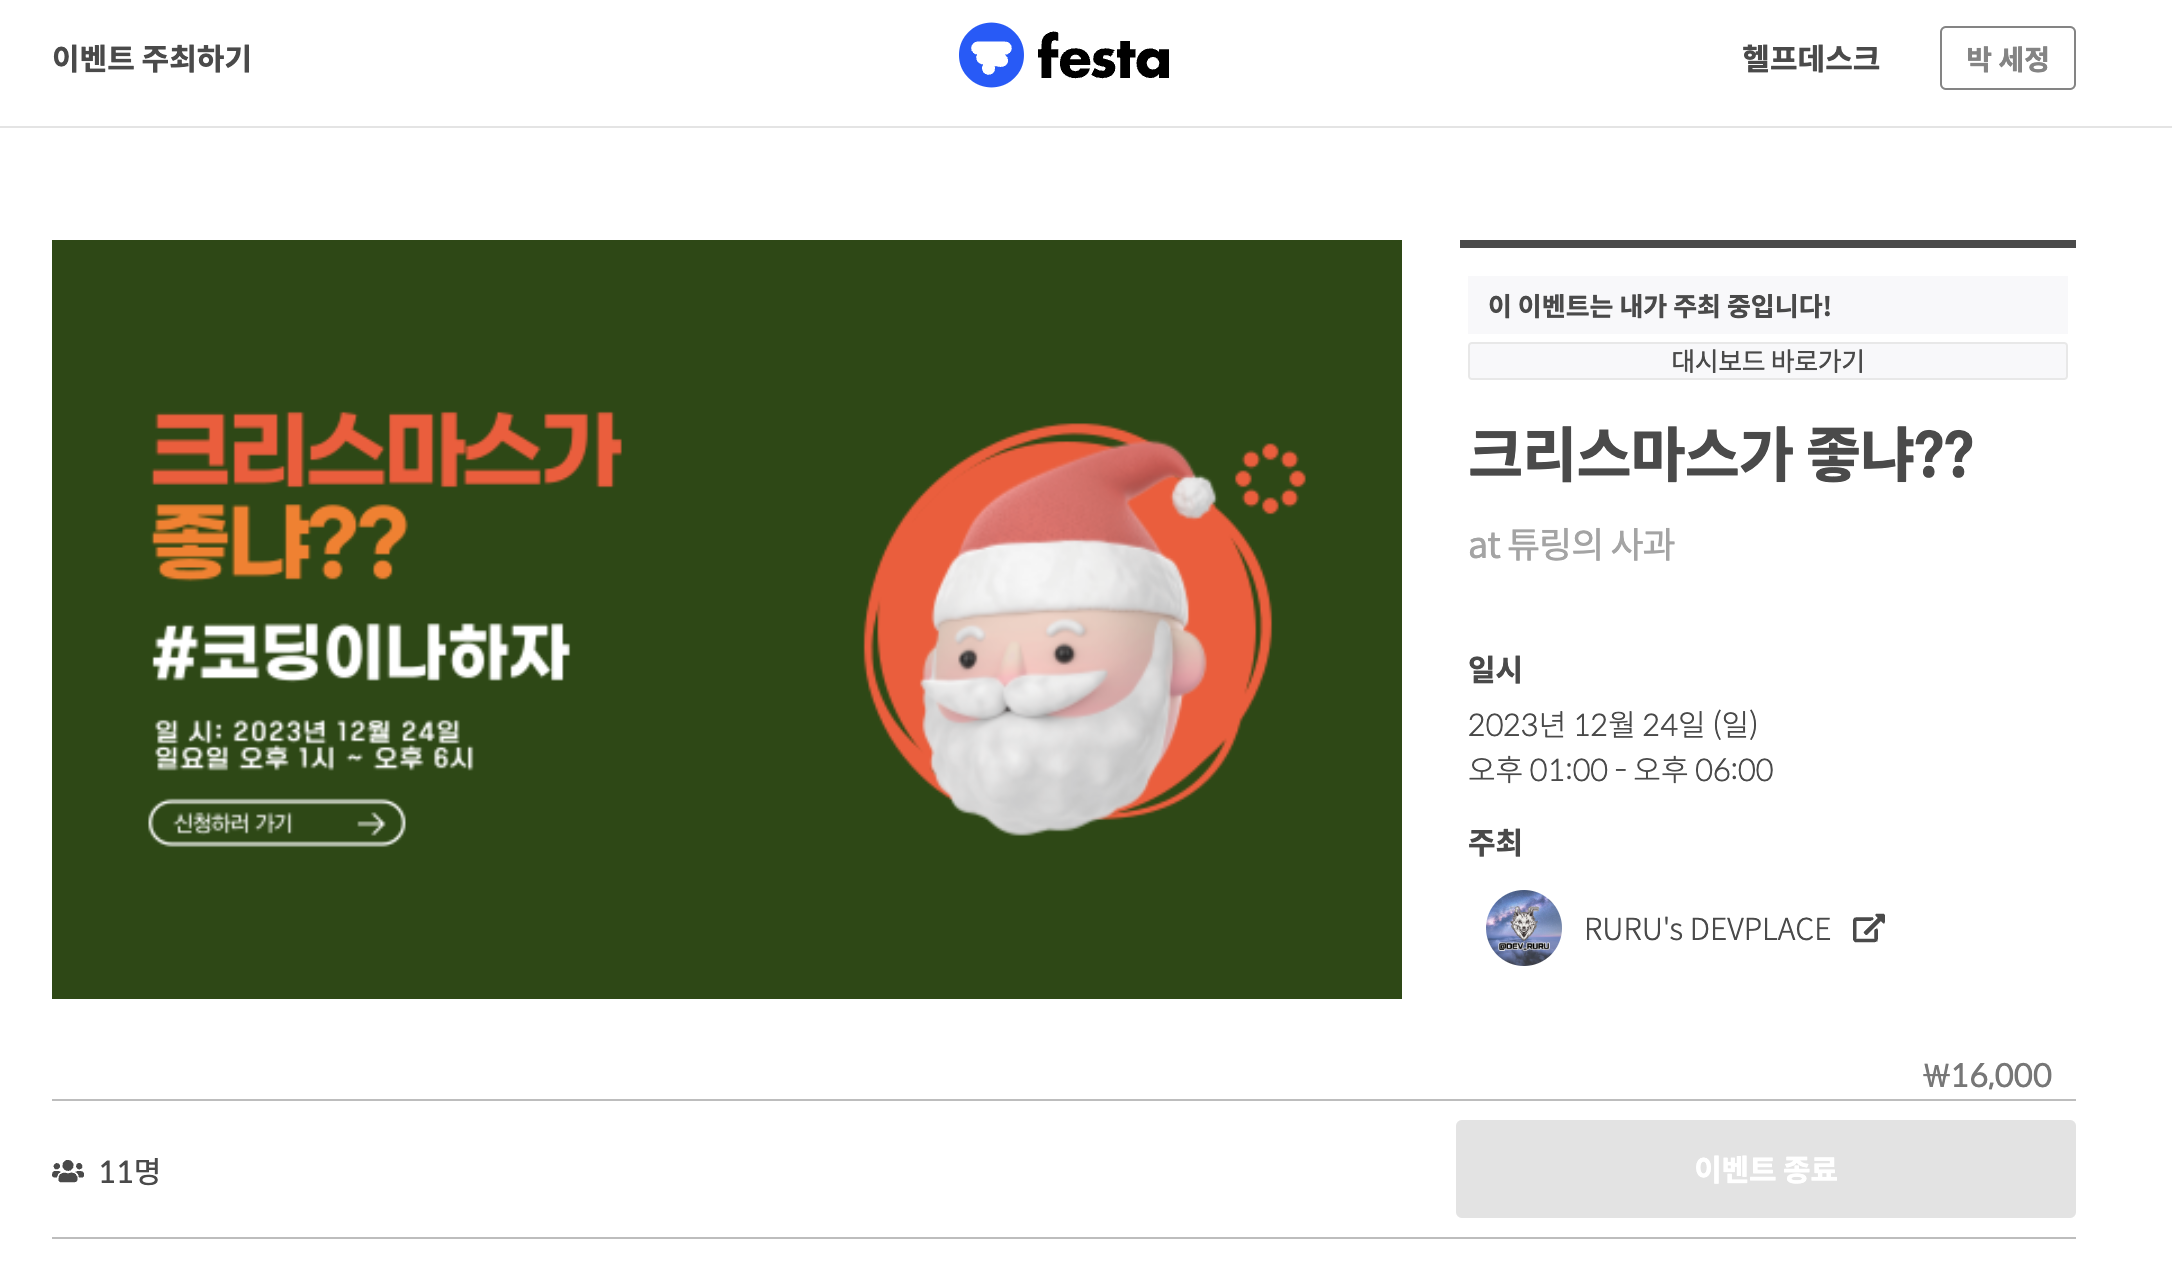 이벤트 주최하기
festa
헬프데스크
박 세정
크리스마스가
좋냐??
#코딩이나하자
일 시: 2023년 12월 24일
일요일 오후 1시 ~ 오후 6시
신청하러 가기
이 이벤트는 내가 주최 중입니다!
대시보드 바로가기
크리스마스가 좋냐??
at 튜링의 사과
일시
2023년 12월 24일 (일)
오후 01:00 - 오후 06:00
주최
@DEV-RURU
RURU's DEVPLACE
₩16,000
11명
이벤트 종료